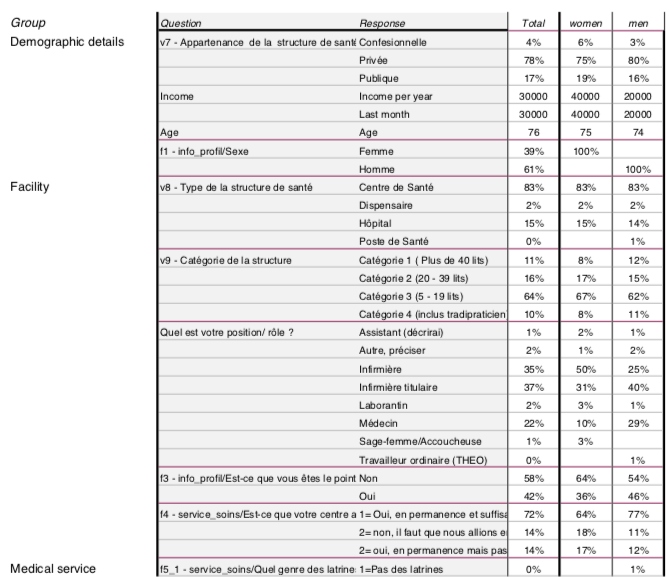 Group Question Response Total women men
Demographic details v7 - Appartenance de la structure de santé Confesionnelle 4% 6% 3%
Privée 78% 75% 80%
Publique 17% 19% 16%
Income Income per year 30000 40000 20000
Last month 30000 40000 20000
Age Age 76 75 74
f1 - info_profil/Sexe Femme 39% 100%
Homme 61% 100%
Facility v8 - Type de la structure de santé Centre de Santé 83% 83% 83%
Dispensaire 2% 2% 2%
Hôpital 15% 15% 14%
Poste de Santé 0% 1%
v9 - Catégorie de la structure Catégorie 1 ( Plus de 40 lits) 11% 8% 12%
Catégorie 2 (20 - 39 lits) 16% 17% 15%
Catégorie 3 (5 - 19 lits) 64% 67% 62%
Catégorie 4 (inclus tradipraticien 10% 8% 11%
Quel est votre position/ rôle ? Assistant (décrirai) 1% 2% 1%
Autre, préciser 2% 1% 2%
Infirmière 35% 50% 25%
Infirmière titulaire 37% 31% 40%
Laborantin 2% 3% 1%
Médecin 22% 10% 29%
Sage-femme/Accoucheuse 1% 3%
Travailleur ordinaire (THEO) 0% 1%
f3 - info_profil/Est-ce que vous êtes le point Non 58% 64% 54%
Oui 42% 36% 46%
f4 - service_soins/Est-ce que votre centre a 1= Oui, en permanence et suffisa 72% 64% 77%
2= non, il faut que nous allions e 14% 18% 11%
2= oui, en permanence mais pas 14% 17% 12%
Medical service f5_1 - service_soins/Quel genre des latrine 1=Pas des latrines 0% 1%